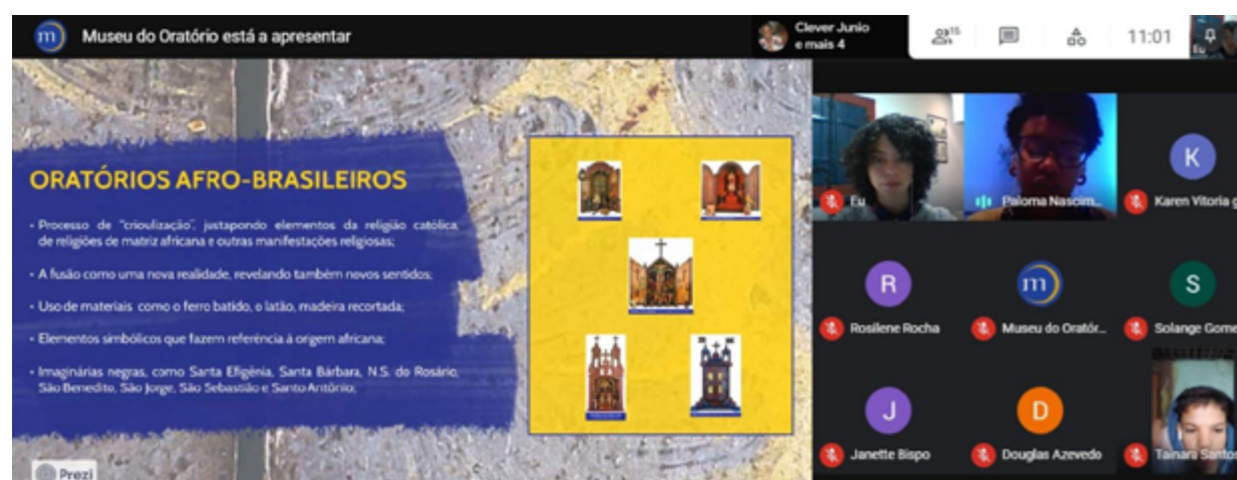 m
Museu do Oratório está a apresentar
Clever Junio
e mais 4
15
11:01
Eu
ORATÓRIOS AFRO-BRASILEIROS
• Processo de “crioulização”, justapondo elementos da religião católica,
de religiões de matriz africana e outras manifestações religiosas;
• A fusão como uma nova realidade, revelando também novos sentidos;
• Uso de materiais como o ferro batido, o latão, madeira recortada;
• Elementos simbólicos que fazem referência à origem africana;
• Imaginárias negras, como Santa Efigênia, Santa Bárbara, N.S. do Rosário,
São Benedito, São Jorge, São Sebastião e Santo Antônio;
Prezi
Eu
Paloma Nascim...
K
Karen Vitoria g
R
Rosilene Rocha
m
Museu do Oratór...
S
Solange Gome
J
Janette Bispo
D
Douglas Azevedo
Tainara Santos